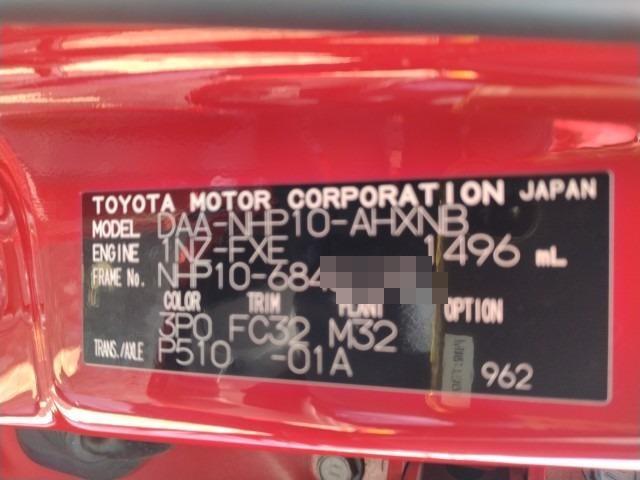 TOYOTA MOTOR CORPORATION JAPAN
MODEL DAA-NHP10-AHXNB
ENGINE 1NZ-FXE 1496 mL
FRAME No. NHP10-684
COLOR TRIM PLANT OPTION
3P0 FC32 M32
TRANS./AXLE P510 -01A
962